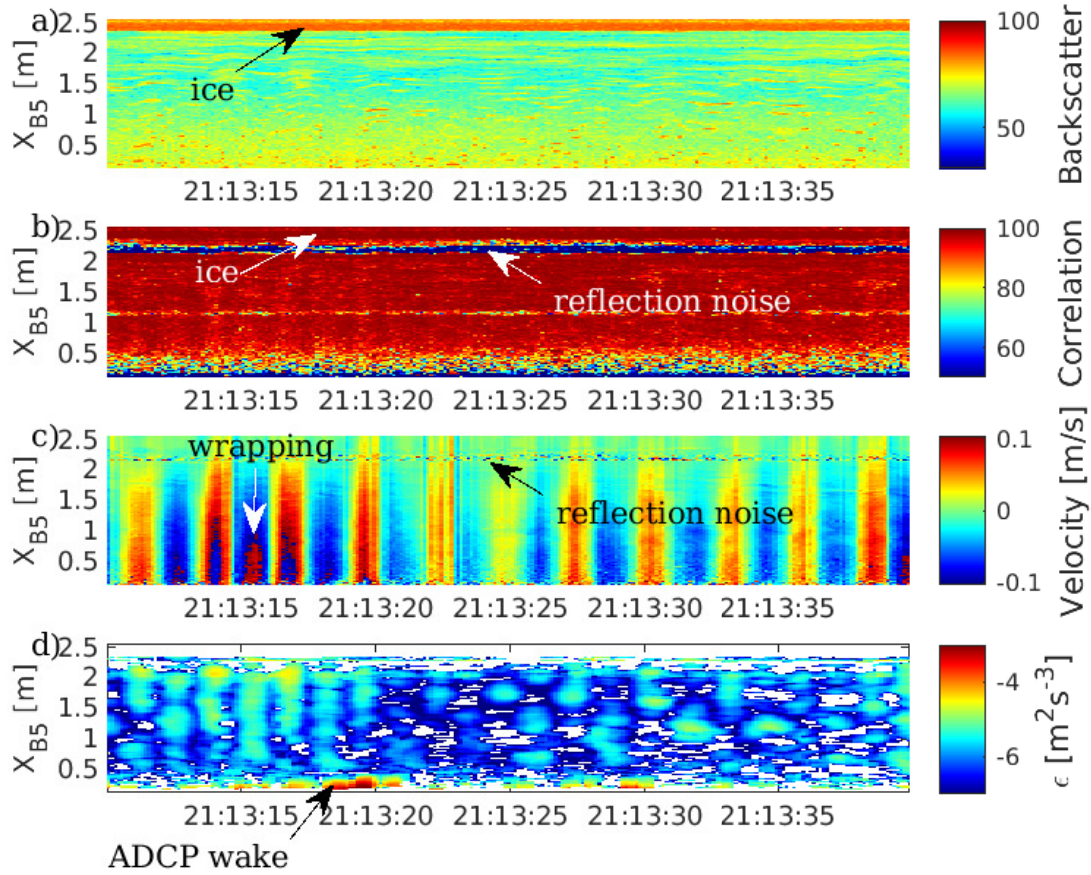 a)
X_B5 [m]
2.5
2
1.5
1
0.5
ice
21:13:15 21:13:20 21:13:25 21:13:30 21:13:35
100
50
Backscatter
b)
X_B5 [m]
2.5
2
1.5
1
0.5
ice
reflection noise
21:13:15 21:13:20 21:13:25 21:13:30 21:13:35
100
80
60
Correlation
c)
X_B5 [m]
2.5
2
1.5
1
0.5
wrapping
reflection noise
21:13:15 21:13:20 21:13:25 21:13:30 21:13:35
0.1
0
-0.1
Velocity [m/s]
d)
X_B5 [m]
2.5
2
1.5
1
0.5
21:13:15 21:13:20 21:13:25 21:13:30 21:13:35
-4
-6
ϵ [m²s⁻³]
ADCP wake